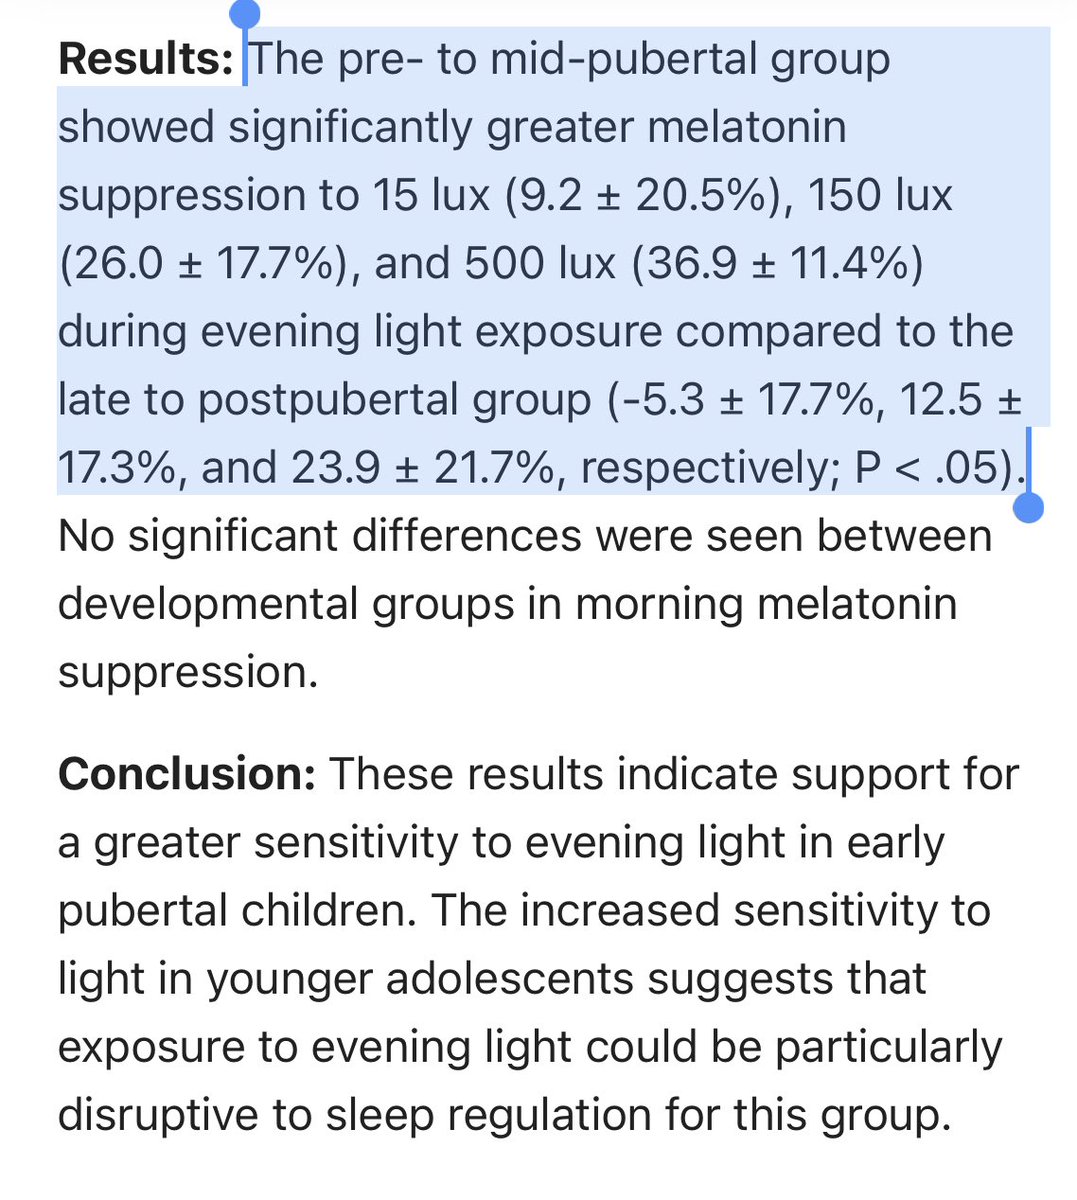 Results: The pre- to mid-pubertal group
showed significantly greater melatonin
suppression to 15 lux (9.2 ± 20.5%), 150 lux
(26.0 ± 17.7%), and 500 lux (36.9 ± 11.4%)
during evening light exposure compared to the
late to postpubertal group (-5.3 ± 17.7%, 12.5 ±
17.3%, and 23.9 ± 21.7%, respectively; P < .05).
No significant differences were seen between
developmental groups in morning melatonin
suppression.
Conclusion: These results indicate support for
a greater sensitivity to evening light in early
pubertal children. The increased sensitivity to
light in younger adolescents suggests that
exposure to evening light could be particularly
disruptive to sleep regulation for this group.